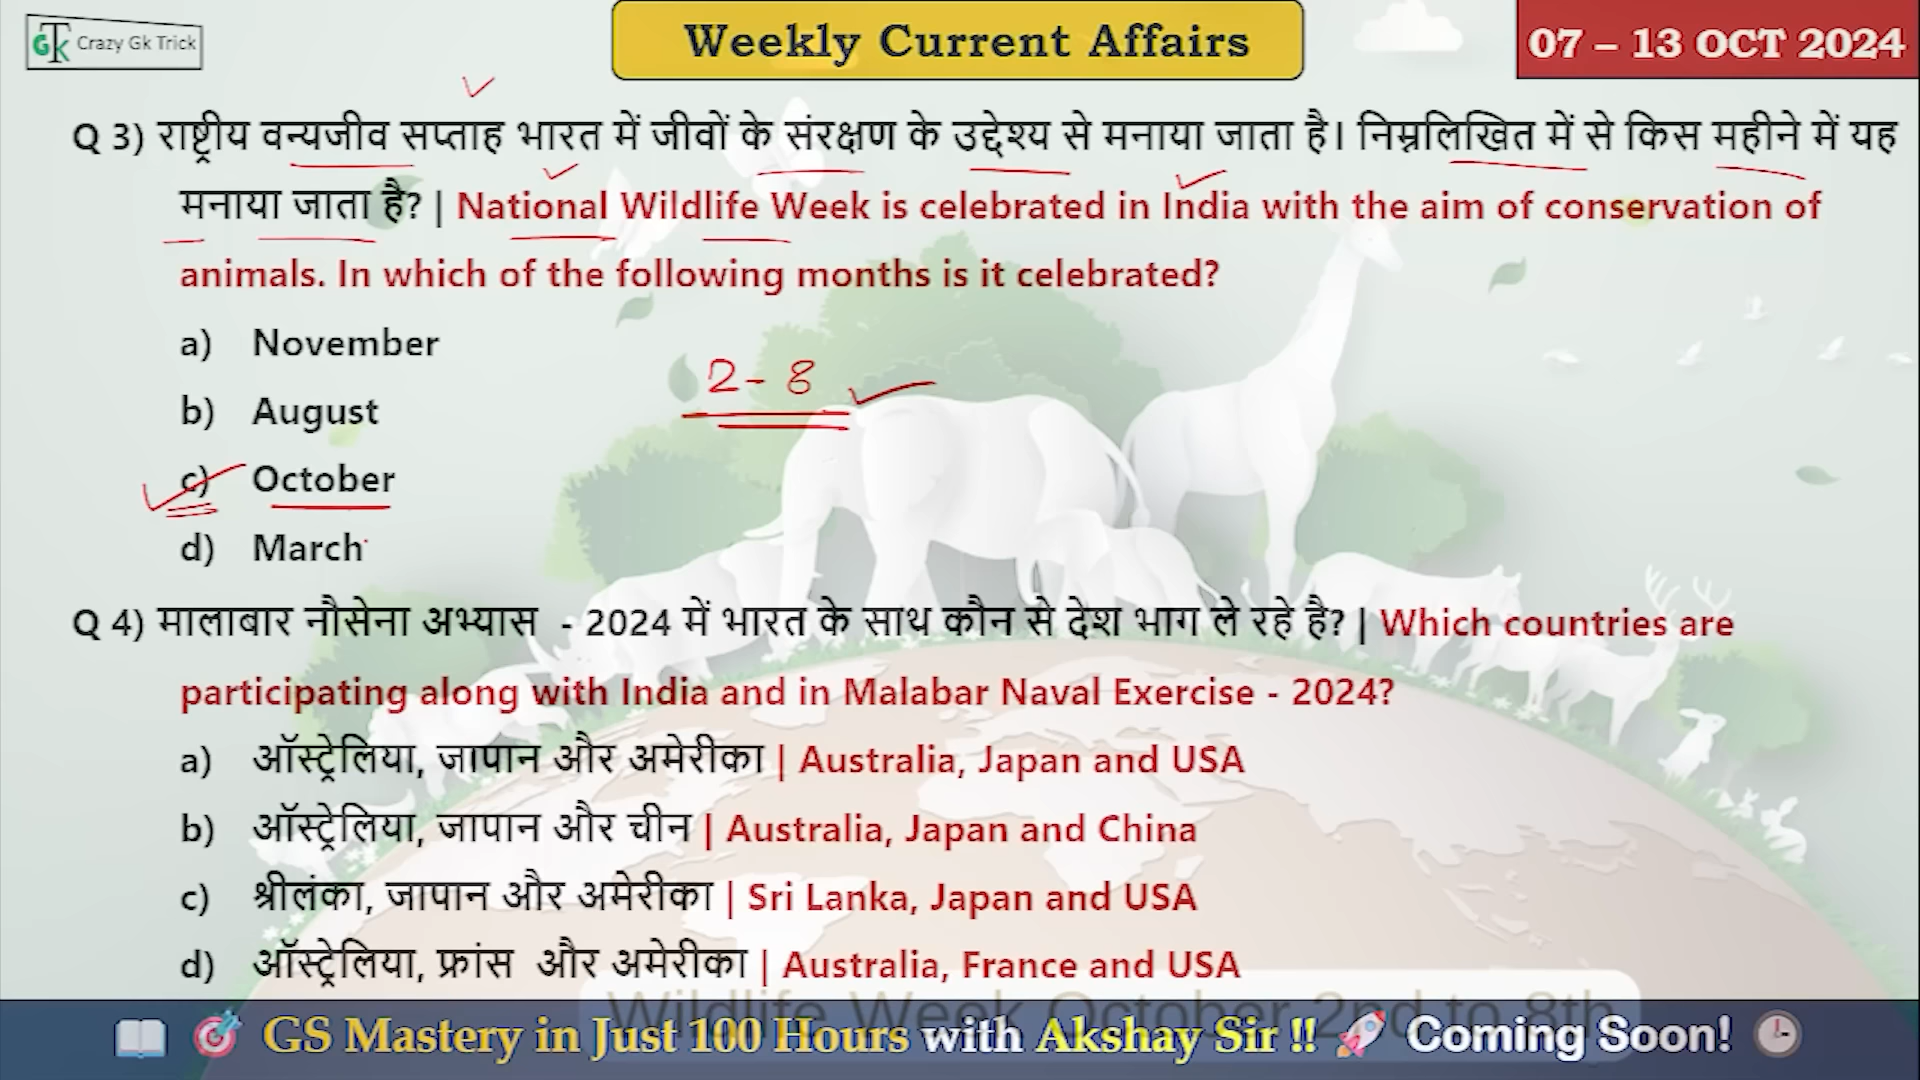 GTK Crazy Gk Trick
Weekly Current Affairs
07 – 13 OCT 2024
Q 3) राष्ट्रीय वन्यजीव सप्ताह भारत में जीवों के संरक्षण के उद्देश्य से मनाया जाता है। निम्नलिखित में से किस महीने में यह
मनाया जाता है? | National Wildlife Week is celebrated in India with the aim of conservation of
animals. In which of the following months is it celebrated?
a) November
2 - 8
b) August
c) October
d) March
Q 4) मालाबार नौसेना अभ्यास - 2024 में भारत के साथ कौन से देश भाग ले रहे है? | Which countries are
participating along with India and in Malabar Naval Exercise - 2024?
a) ऑस्ट्रेलिया, जापान और अमेरीका | Australia, Japan and USA
b) ऑस्ट्रेलिया, जापान और चीन | Australia, Japan and China
c) श्रीलंका, जापान और अमेरीका | Sri Lanka, Japan and USA
d) ऑस्ट्रेलिया, फ्रांस और अमेरीका | Australia, France and USA
Wildlife Week October 2nd to 8th
GS Mastery in Just 100 Hours with Akshay Sir !! Coming Soon!